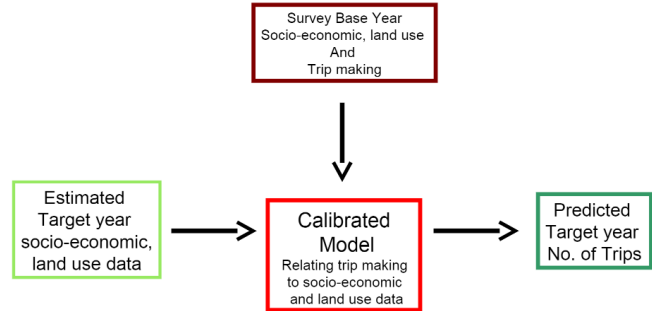 Survey Base Year
Socio-economic, land use
And
Trip making
Estimated
Target year
socio-economic,
land use data
Calibrated
Model
Relating trip making
to socio-economic
and land use data
Predicted
Target year
No. of Trips